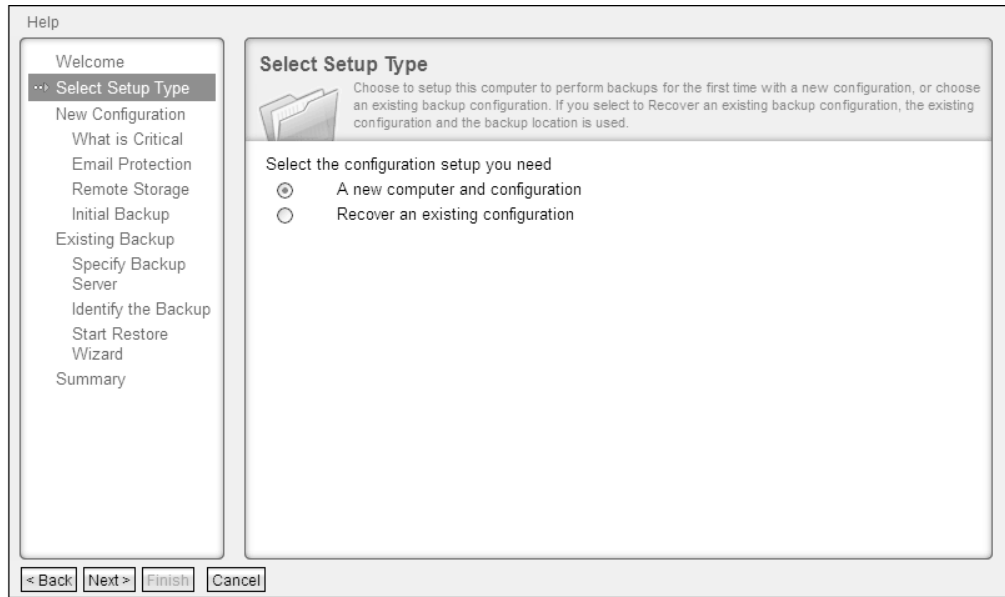 Help
Welcome
Select Setup Type
New Configuration
What is Critical
Email Protection
Remote Storage
Initial Backup
Existing Backup
Specify Backup
Server
Identify the Backup
Start Restore
Wizard
Summary
Select Setup Type
Choose to setup this computer to perform backups for the first time with a new configuration, or choose
an existing backup configuration. If you select to Recover an existing backup configuration, the existing
configuration and the backup location is used.
Select the configuration setup you need
A new computer and configuration
Recover an existing configuration
< Back Next > Finish Cancel